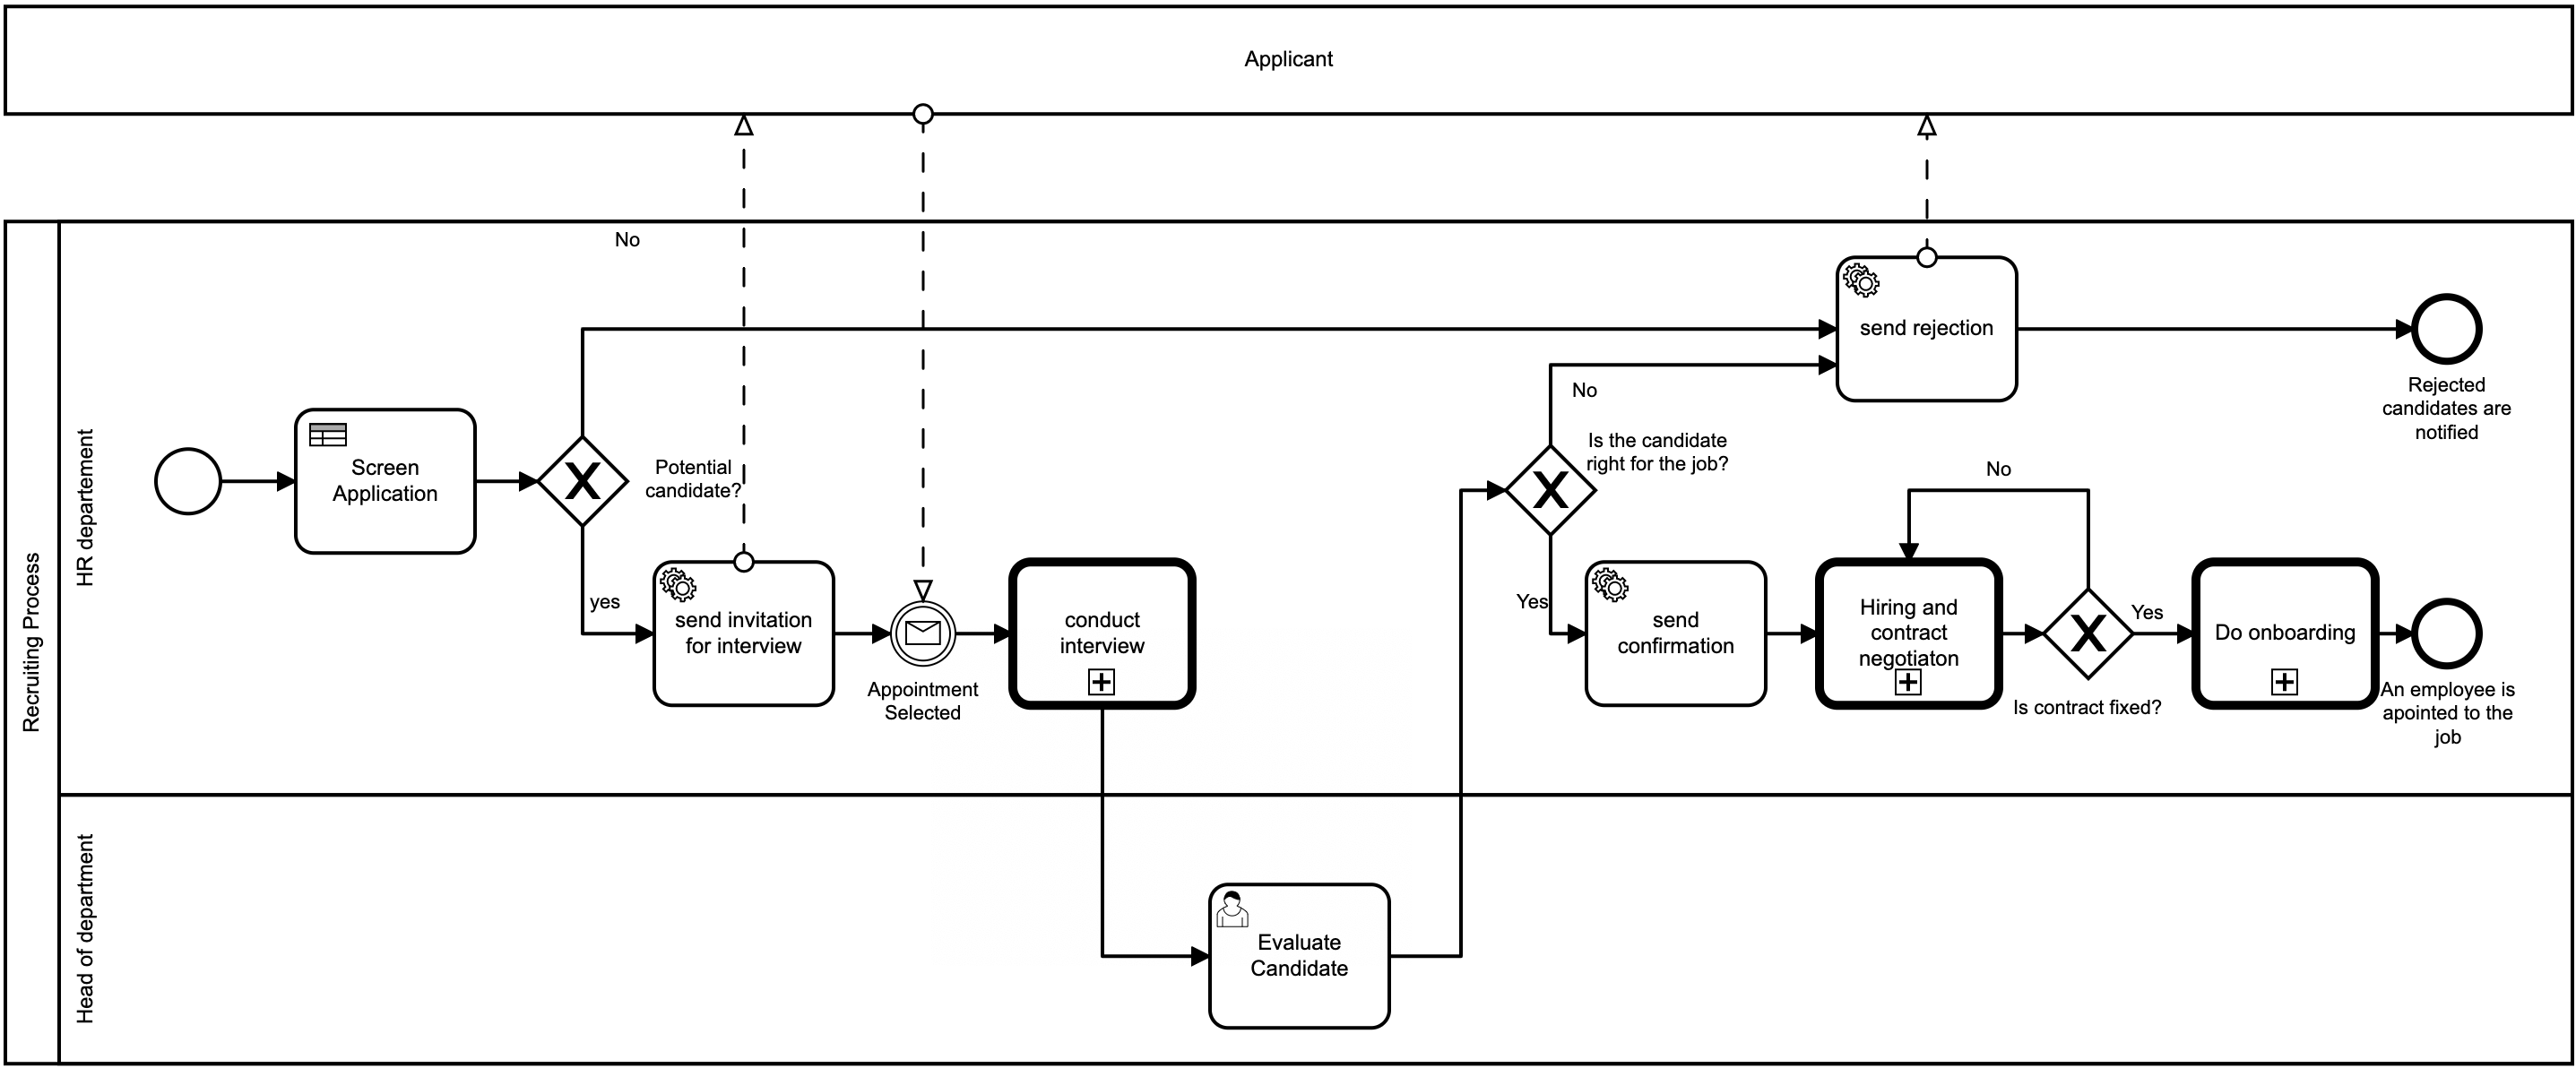 Applicant
Recruiting Process
HR departement
Head of department
No
Screen
Application
Potential
candidate?
yes
send invitation
for interview
Appointment
Selected
conduct
interview
Evaluate
Candidate
No
Is the candidate
right for the job?
Yes
send rejection
Rejected
candidates are
notified
send
confirmation
Hiring and
contract
negotiaton
No
Is contract fixed?
Yes
Do onboarding
An employee is
apointed to the
job